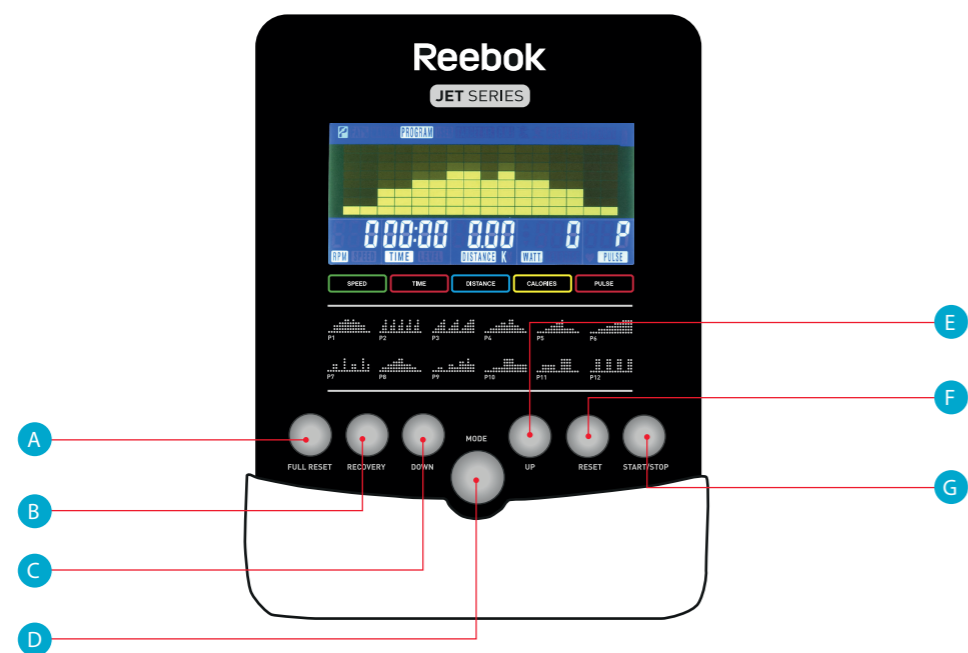 Reebok
JET SERIES
PROGRAM
0 00:00 0.00 0 P
RPM TIME DISTANCE K WATT PULSE
SPEED TIME DISTANCE CALORIES PULSE
P1 P2 P3 P4 P5 P6
P7 P8 P9 P10 P11 P12
E
F
A
MODE
FULL RESET RECOVERY DOWN UP RESET START/STOP
G
B
C
D